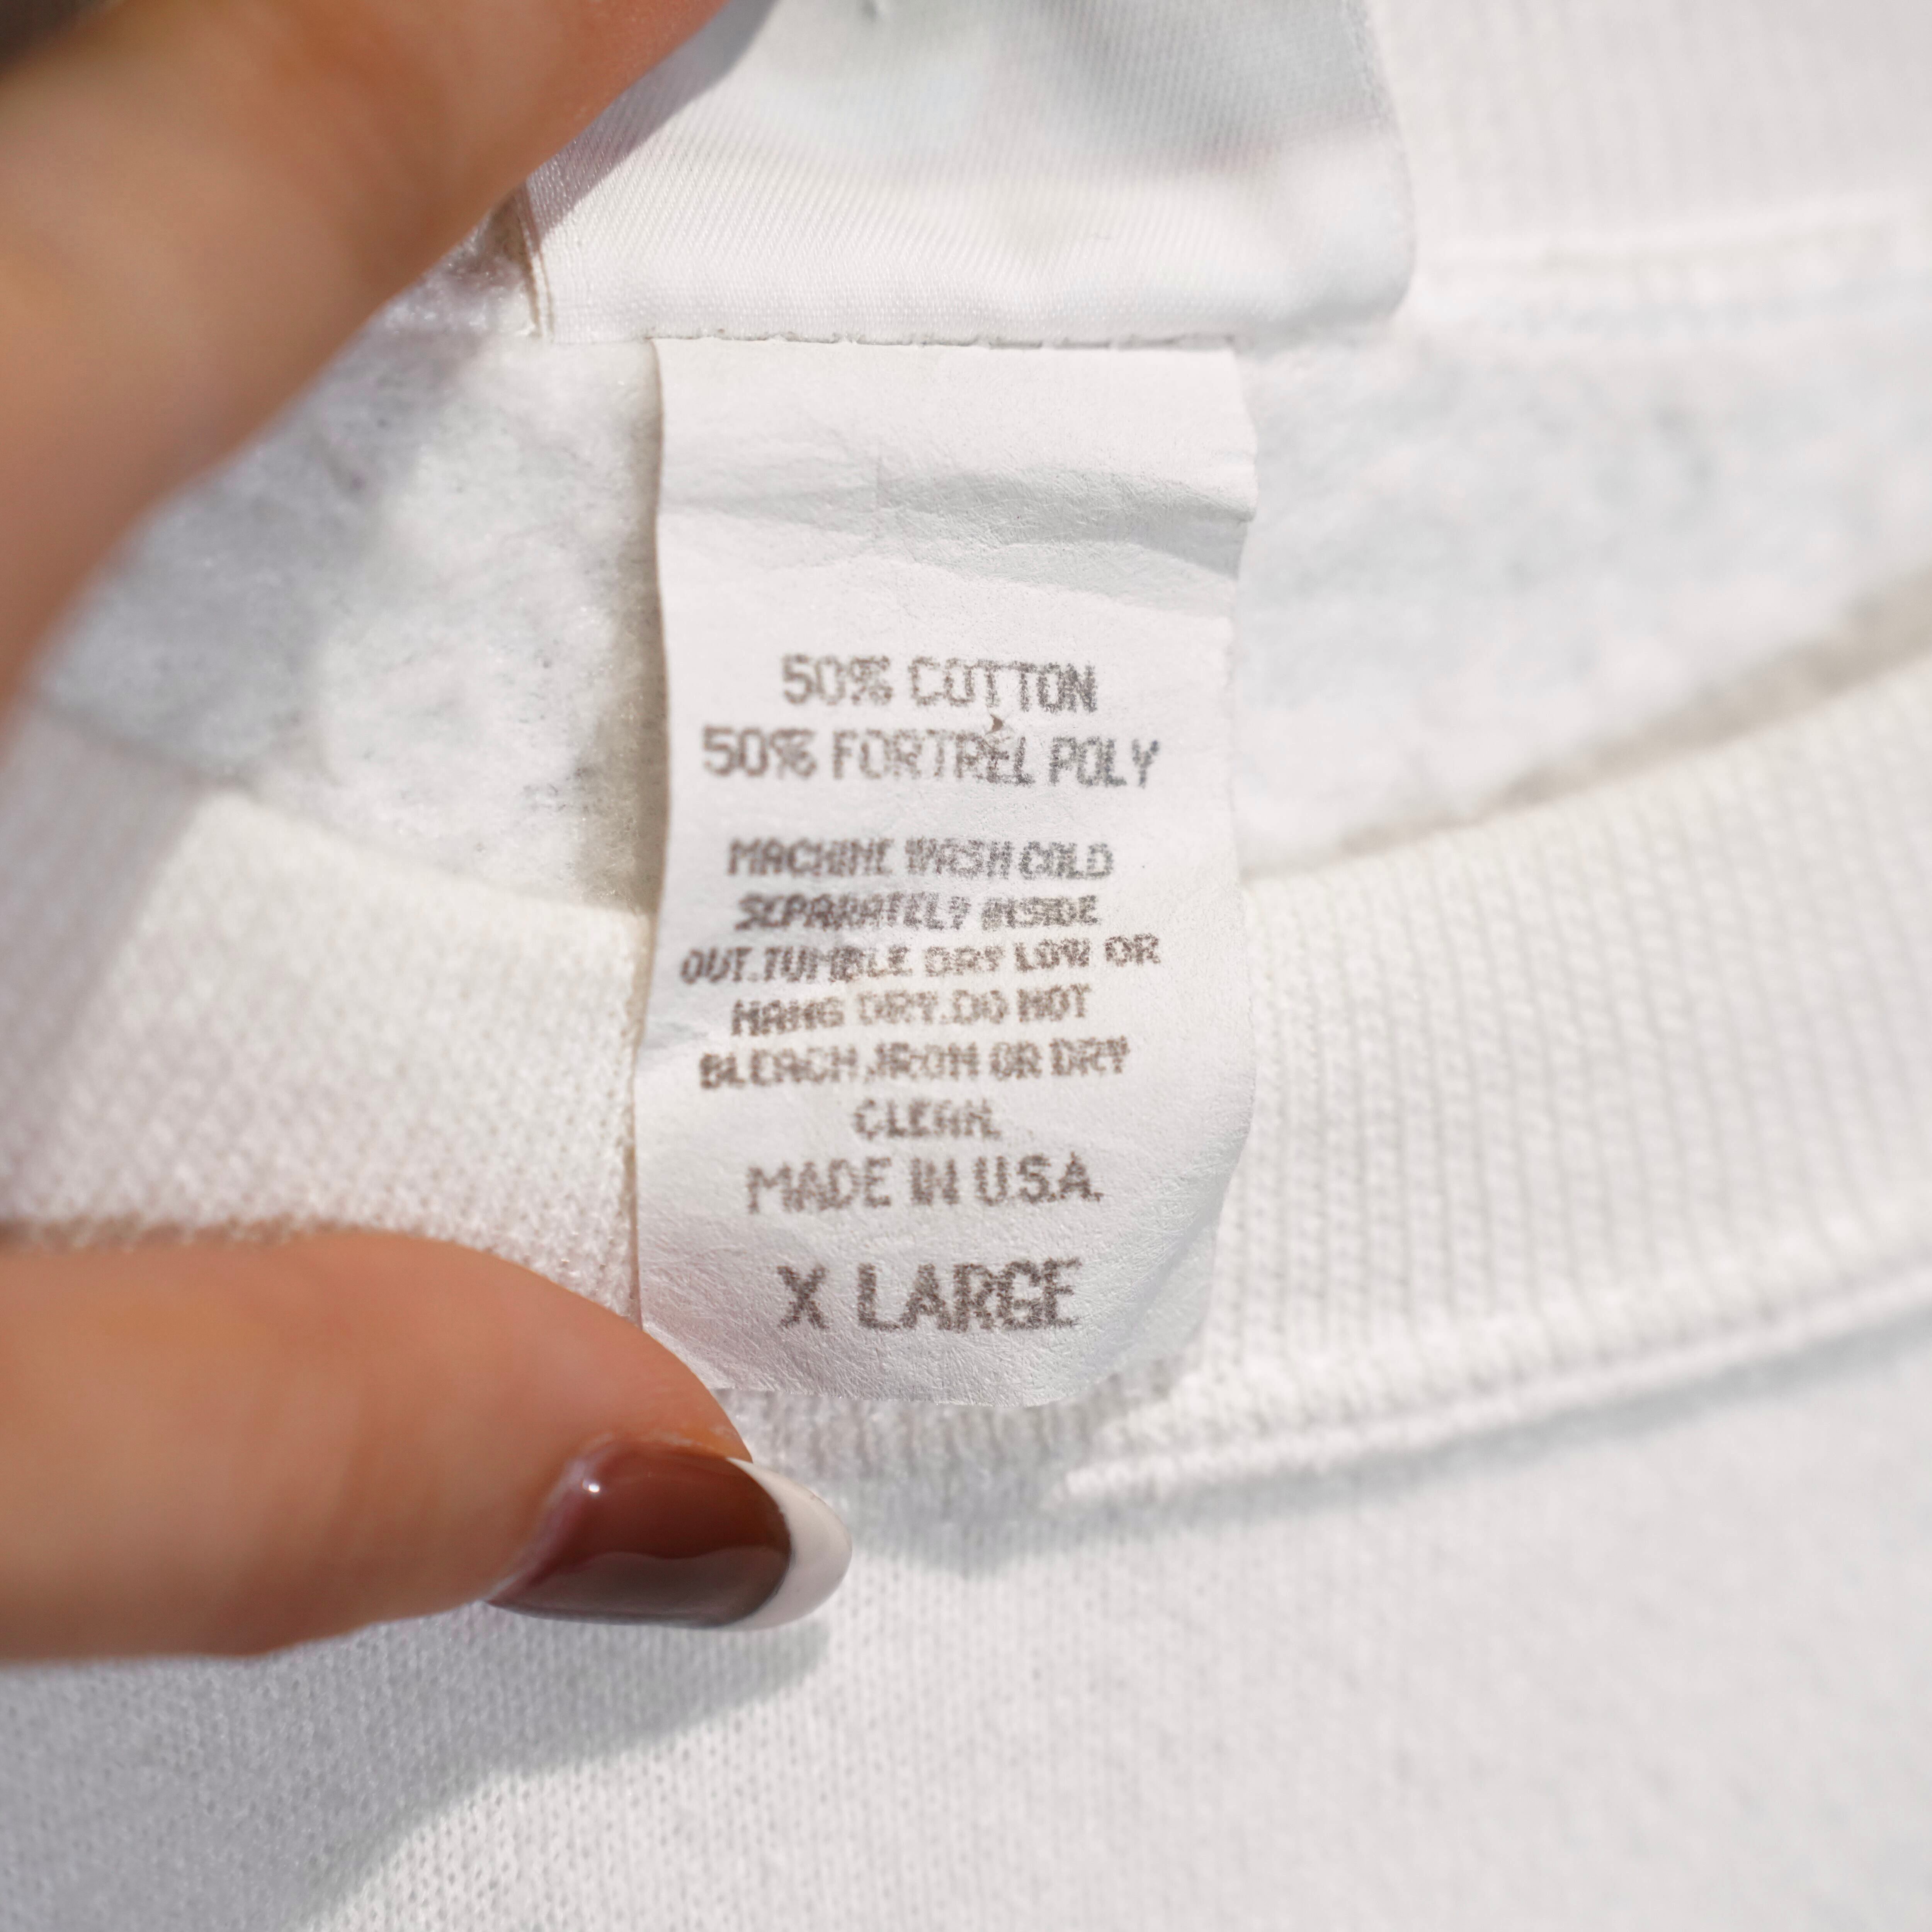 50% COTTON
50% FORTREL POLY
MACHINE WASH COLD
SEPARATELY INSIDE
OUT.TUMBLE DRY LOW OR
HANG DRY.DO NOT
BLEACH,IRON OR DRY
CLEAN.
MADE IN U.S.A.
X LARGE